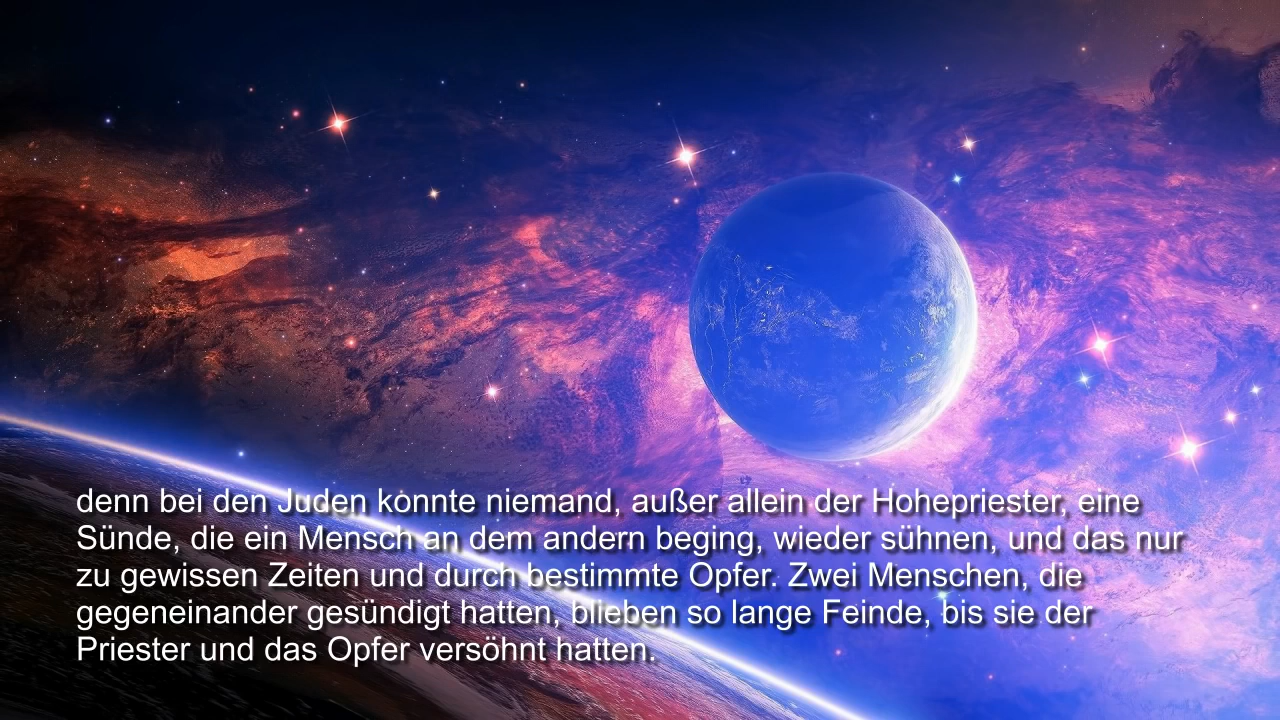 denn bei den Juden konnte niemand, außer allein der Hohepriester, eine
Sünde, die ein Mensch an dem andern beging, wieder sühnen, und das nur
zu gewissen Zeiten und durch bestimmte Opfer. Zwei Menschen, die
gegeneinander gesündigt hatten, blieben so lange Feinde, bis sie der
Priester und das Opfer versöhnt hatten.